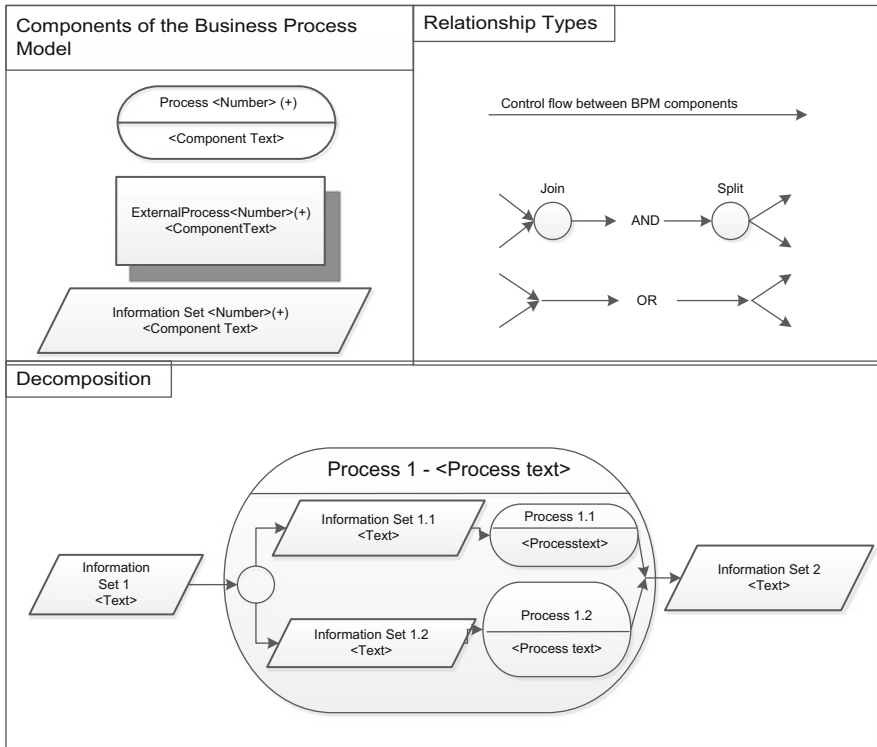 Components of the Business Process
Model
Process <Number> (+)
<Component Text>
ExternalProcess<Number>(+)
<ComponentText>
Information Set <Number>(+)
<Component Text>
Relationship Types
Control flow between BPM components
Join
Split
AND
OR
Decomposition
Process 1 - <Process text>
Information
Set 1
<Text>
Information Set 1.1
<Text>
Process 1.1
<Processtext>
Information Set 1.2
<Text>
Process 1.2
<Process text>
Information Set 2
<Text>